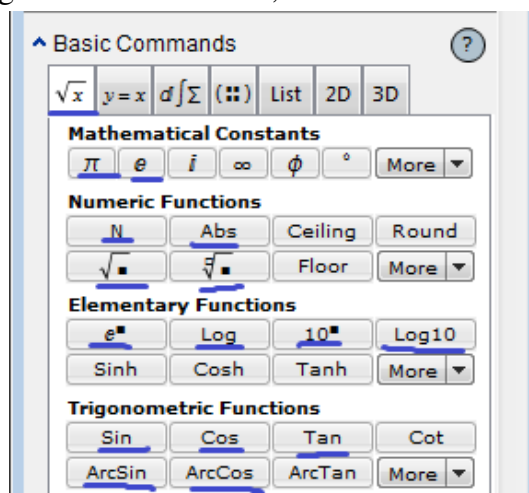 Basic Commands ?
√x y = x d∫Σ (⠿) List 2D 3D
Mathematical Constants
π e i ∞ ϕ ° More
Numeric Functions
N Abs Ceiling Round
√■ ∜■ Floor More
Elementary Functions
e■ Log 10■ Log10
Sinh Cosh Tanh More
Trigonometric Functions
Sin Cos Tan Cot
ArcSin ArcCos ArcTan More